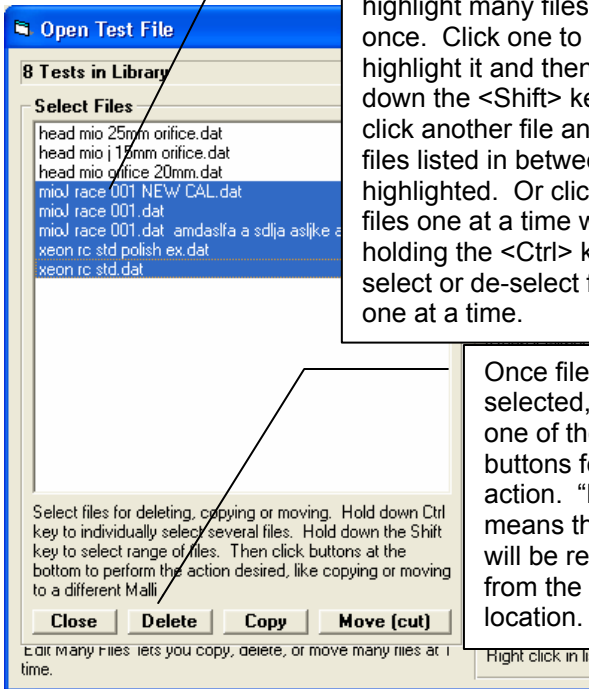 Open Test File
8 Tests in Library
Select Files
head mio 25mm orifice.dat
head mio j 15mm orifice.dat
head mio orifice 20mm.dat
mioJ race 001 NEW CAL.dat
mioJ race 001.dat
mioJ race 001.dat amdaslfa a sdlja asljke a
xeon rc std polish ex.dat
xeon rc std.dat
Select files for deleting, copying or moving. Hold down Ctrl
key to individually select several files. Hold down the Shift
key to select range of files. Then click buttons at the
bottom to perform the action desired, like copying or moving
to a different Malli
Close Delete Copy Move (cut)
Edit Many Files lets you copy, delete, or move many files at
time.
highlight many files
once. Click one to
highlight it and then
down the <Shift> ke
click another file an
files listed in betwee
highlighted. Or clic
files one at a time w
holding the <Ctrl> k
select or de-select f
one at a time.
Once file
selected,
one of the
buttons fo
action.
means th
will be re
from the
location.
Right click in li